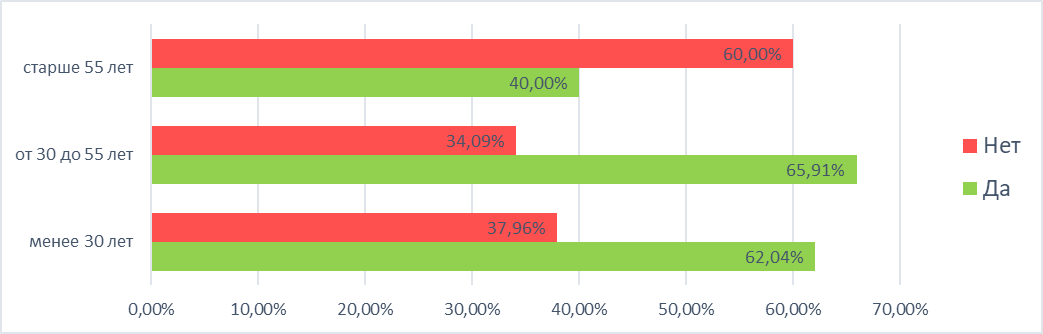 старше 55 лет
60,00%
40,00%
от 30 до 55 лет
34,09%
65,91%
менее 30 лет
37,96%
62,04%
Нет
Да
0,00% 10,00% 20,00% 30,00% 40,00% 50,00% 60,00% 70,00%